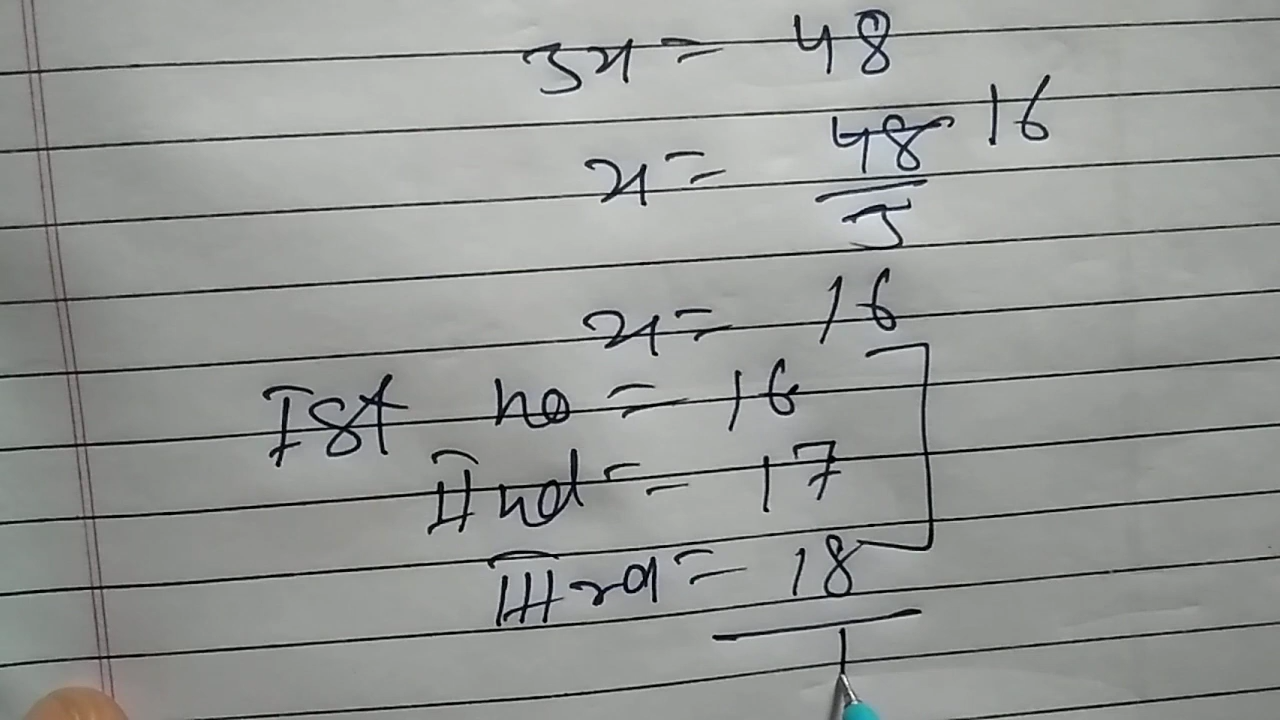 3x = 48
x = 48/3 16
x = 16
Ist no = 16
IInd = 17
IIIrd = 18